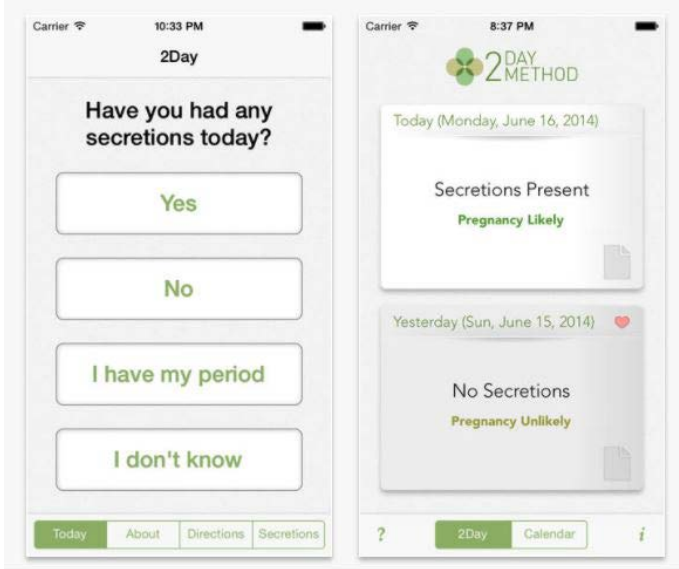 Carrier 10:33 PM
2Day
Have you had any
secretions today?
Yes
No
I have my period
I don't know
Today About Directions Secretions
Carrier 8:37 PM
2 DAY
METHOD
Today (Monday, June 16, 2014)
Secretions Present
Pregnancy Likely
Yesterday (Sun, June 15, 2014)
No Secretions
Pregnancy Unlikely
? 2Day Calendar i